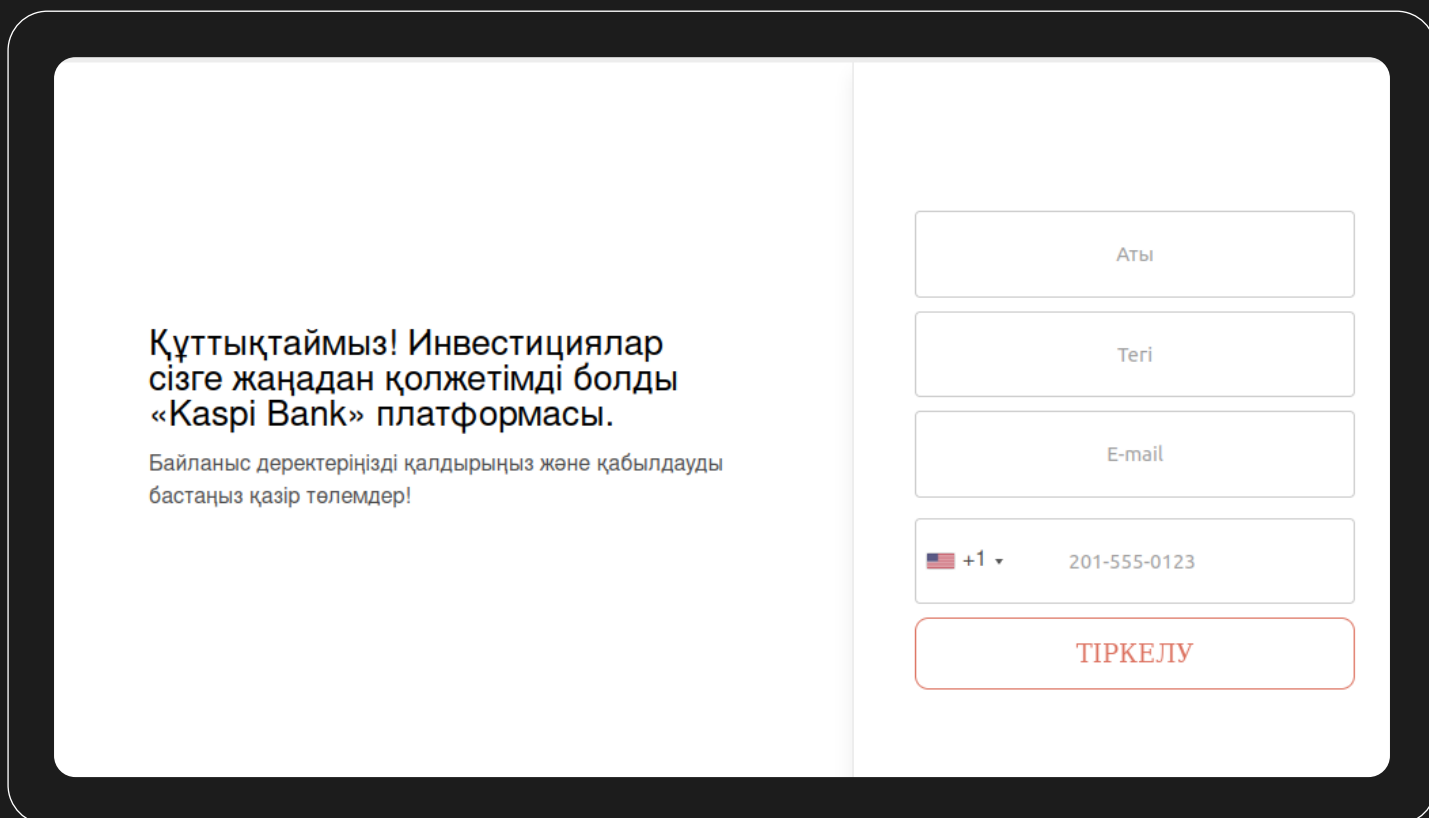 Құттықтаймыз! Инвестициялар
сізге жаңадан қолжетімді болды
«Kaspi Bank» платформасы.
Байланыс деректеріңізді қалдырыңыз және қабылдауды
бастаңыз қазір төлемдер!
Аты
Тегі
E-mail
+1 201-555-0123
ТІРКЕЛУ